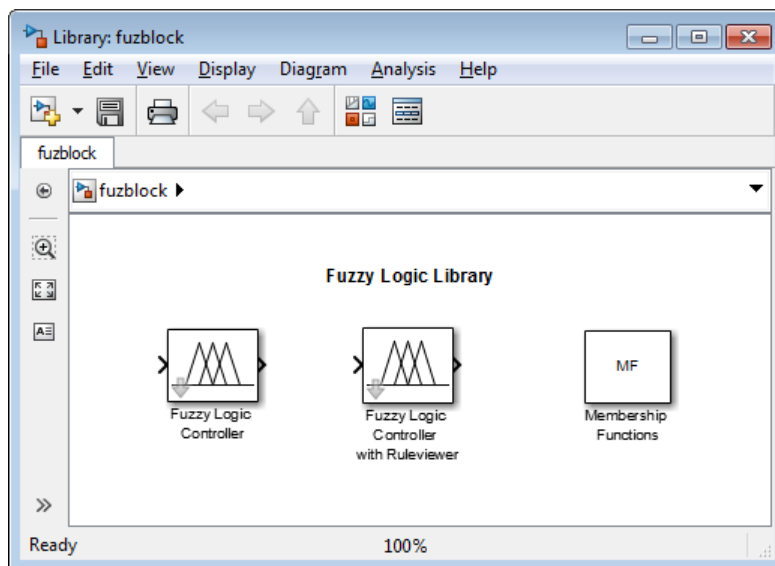 Library: fuzblock
File Edit View Display Diagram Analysis Help
fuzblock
fuzblock
Fuzzy Logic Library
MF
Fuzzy Logic
Controller
Fuzzy Logic
Controller
with Ruleviewer
Membership
Functions
Ready 100%